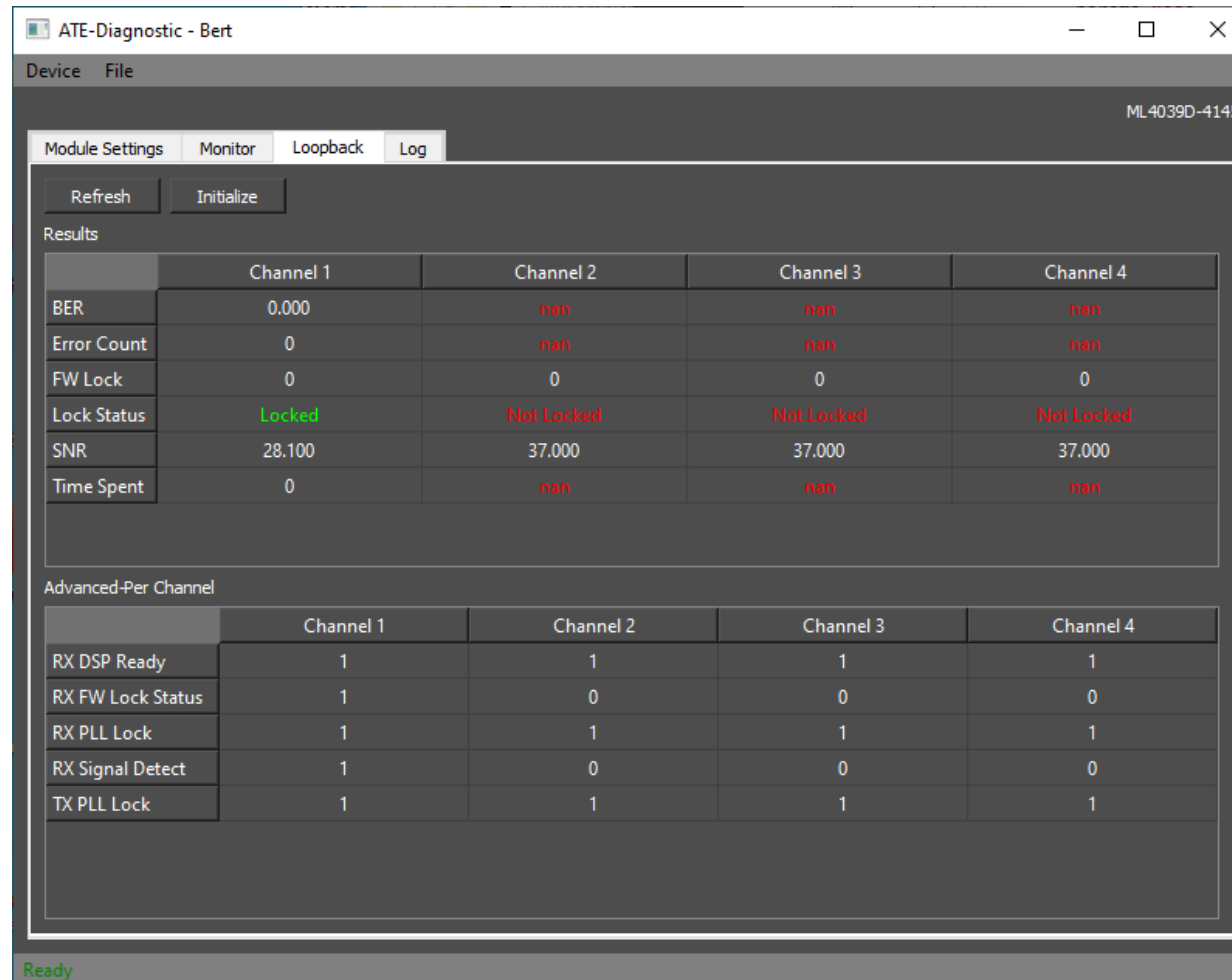 ATE-Diagnostic - Bert
Device File
ML4039D-414
Module Settings Monitor Loopback Log
Refresh Initialize
Results
Channel 1 Channel 2 Channel 3 Channel 4
BER 0.000 nan nan nan
Error Count 0 nan nan nan
FW Lock 0 0 0 0
Lock Status Locked Not Locked Not Locked Not Locked
SNR 28.100 37.000 37.000 37.000
Time Spent 0 nan nan nan
Advanced-Per Channel
Channel 1 Channel 2 Channel 3 Channel 4
RX DSP Ready 1 1 1 1
RX FW Lock Status 1 0 0 0
RX PLL Lock 1 1 1 1
RX Signal Detect 1 0 0 0
TX PLL Lock 1 1 1 1
Ready